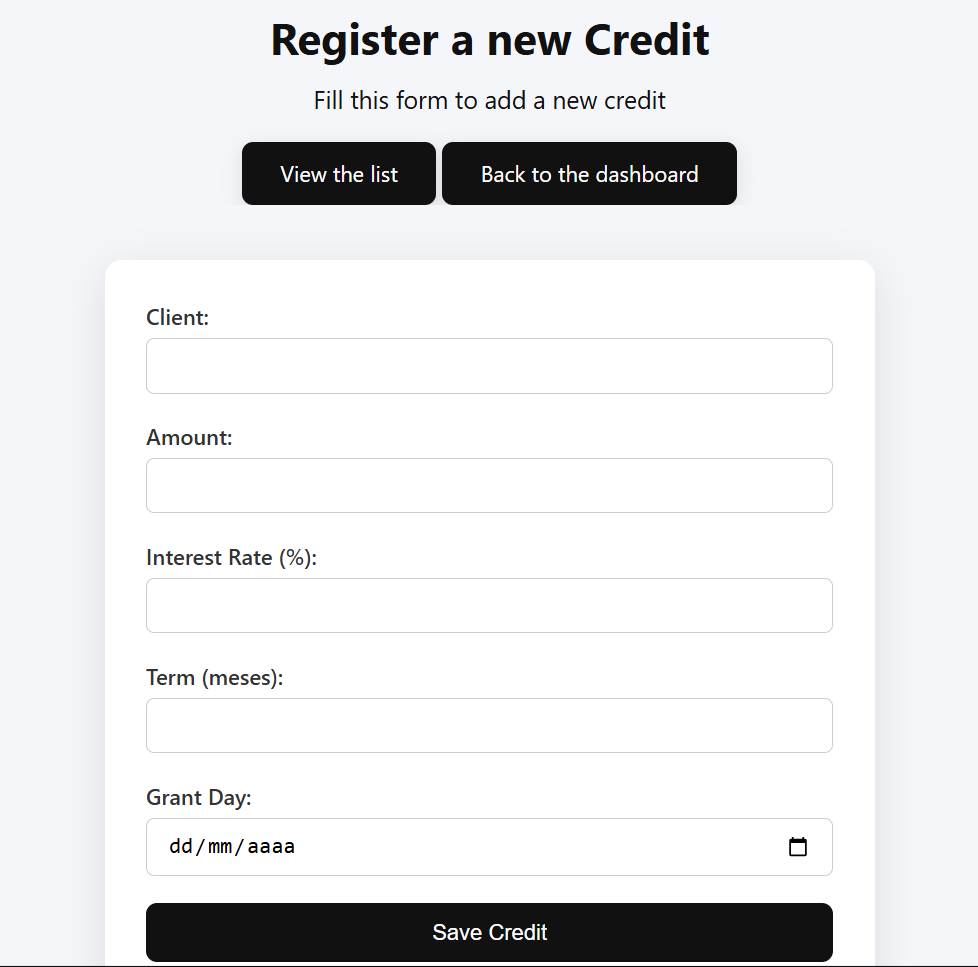 Register a new Credit
Fill this form to add a new credit
View the list Back to the dashboard
Client:
Amount:
Interest Rate (%):
Term (meses):
Grant Day:
dd/mm/aaaa
Save Credit